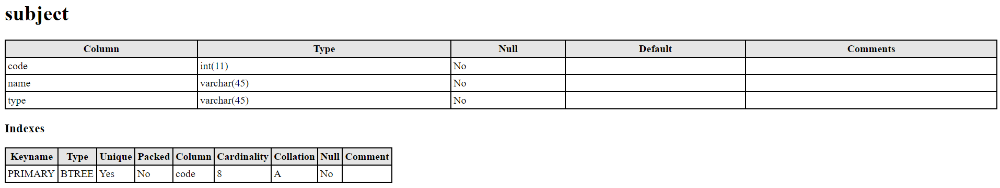 subject
Column Type Null Default Comments
code int(11) No
name varchar(45) No
type varchar(45) No
Indexes
Keyname Type Unique Packed Column Cardinality Collation Null Comment
PRIMARY BTREE Yes No code 8 A No